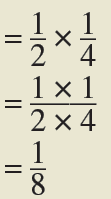 = 1/2 × 1/4
= (1 × 1)/(2 × 4)
= 1/8